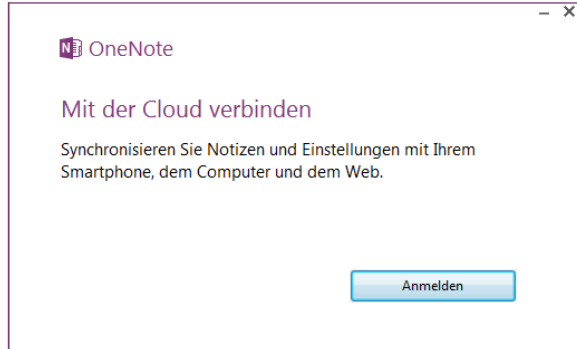 OneNote
Mit der Cloud verbinden
Synchronisieren Sie Notizen und Einstellungen mit Ihrem
Smartphone, dem Computer und dem Web.
Anmelden